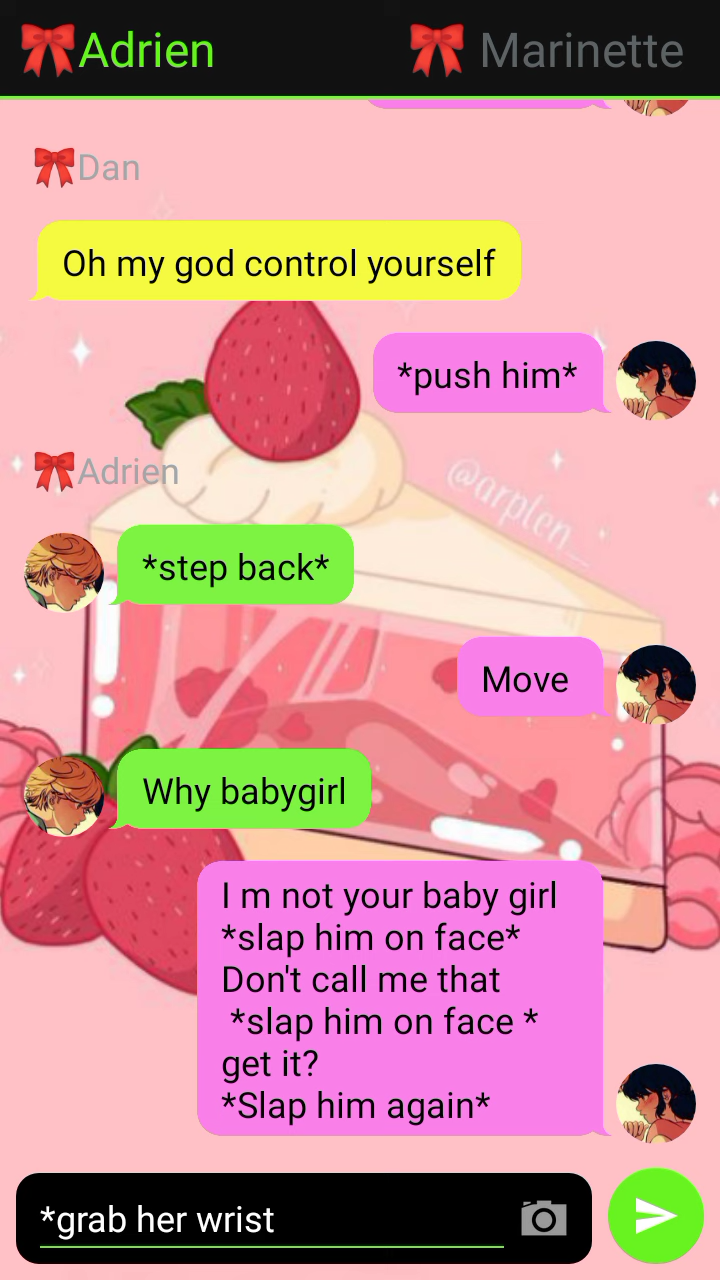 Adrien
Marinette
Dan
Oh my god control yourself
*push him*
Adrien
@arplen_
*step back*
Move
Why babygirl
I m not your baby girl
*slap him on face*
Don't call me that
*slap him on face *
get it?
*Slap him again*
*grab her wrist